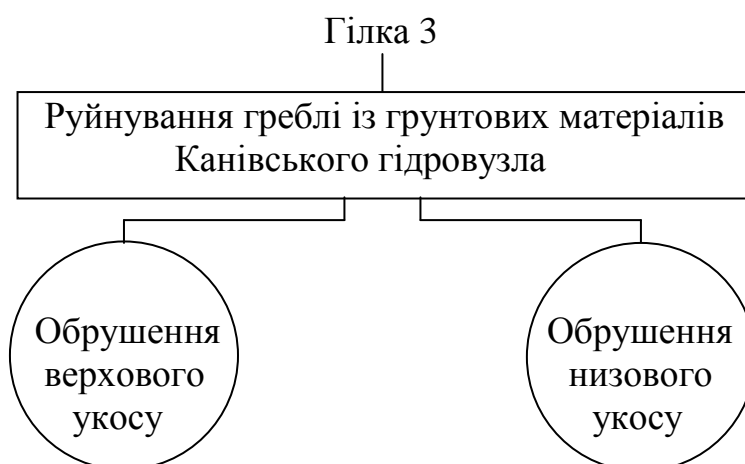 Гілка 3
Руйнування греблі із грунтових матеріалів
Канівського гідровузла
Обрушення
верхового
укосу
Обрушення
низового
укосу